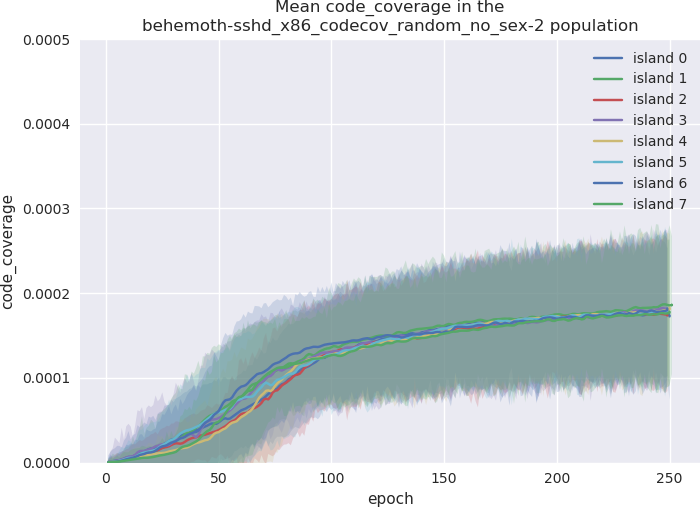 Mean code_coverage in the
behemoth-sshd_x86_codecov_random_no_sex-2 population
code_coverage
0.0005
0.0004
0.0003
0.0002
0.0001
0.0000
island 0
island 1
island 2
island 3
island 4
island 5
island 6
island 7
0 50 100 150 200 250
epoch